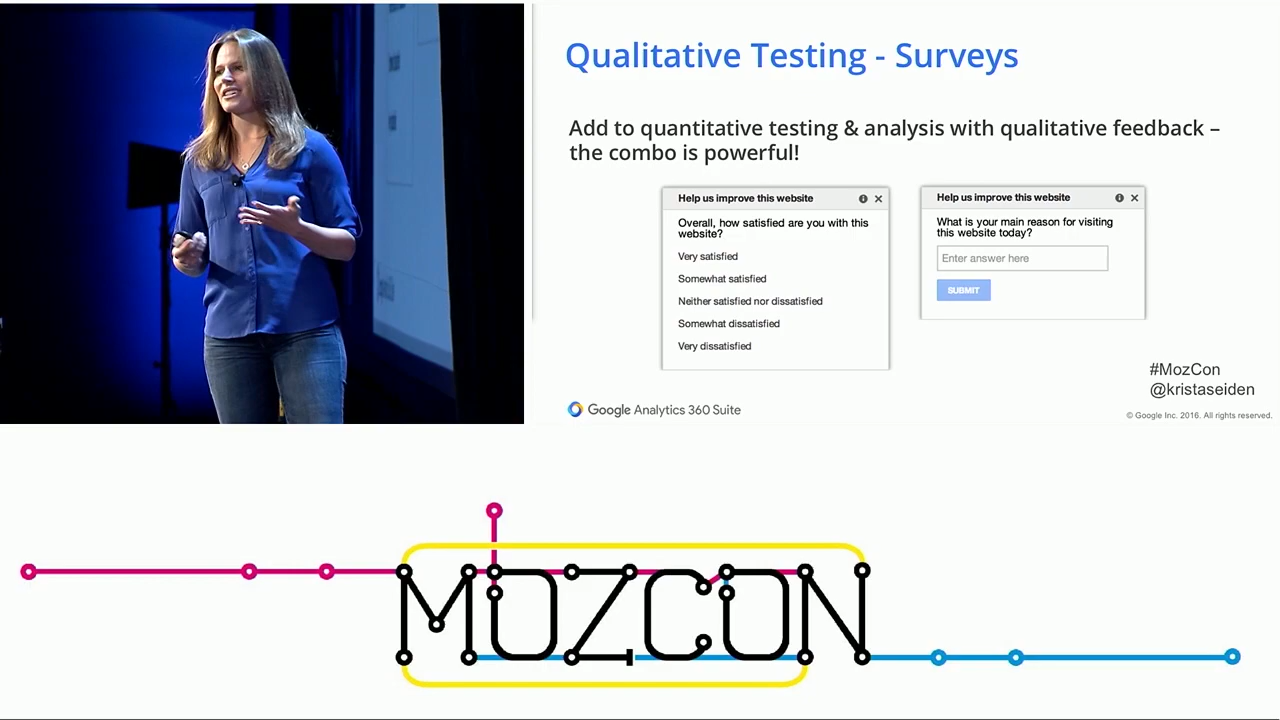 Qualitative Testing - Surveys
Add to quantitative testing & analysis with qualitative feedback –
the combo is powerful!
Help us improve this website
Overall, how satisfied are you with this
website?
Very satisfied
Somewhat satisfied
Neither satisfied nor dissatisfied
Somewhat dissatisfied
Very dissatisfied
Help us improve this website
What is your main reason for visiting
this website today?
Enter answer here
SUBMIT
#MozCon
@kristaseiden
Google Analytics 360 Suite
© Google Inc. 2016. All rights reserved.
MOZCON